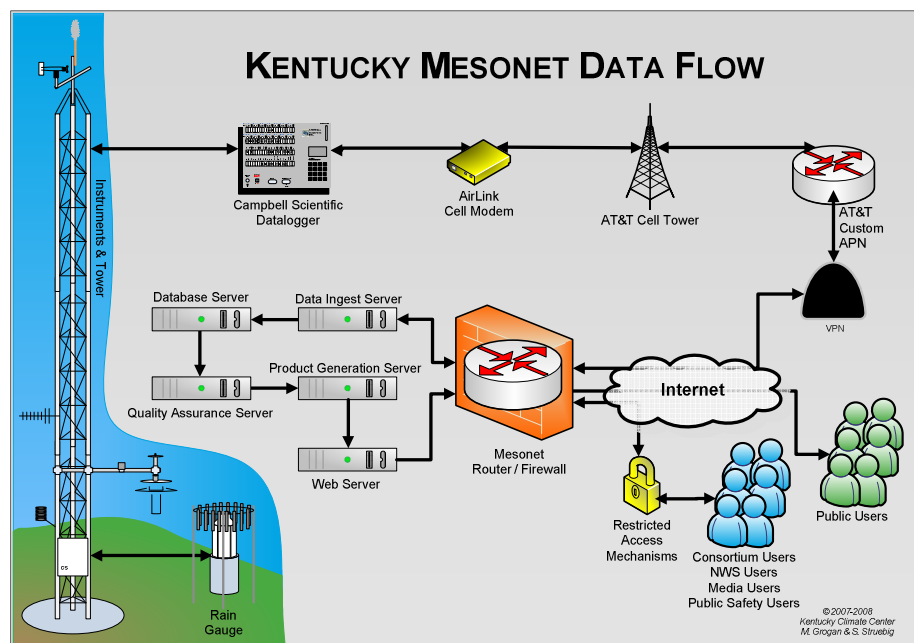 KENTUCKY MESONET DATA FLOW
Instruments & Tower
Campbell Scientific
Datalogger
AirLink
Cell Modem
AT&T Cell Tower
AT&T
Custom
APN
VPN
Database Server
Data Ingest Server
Quality Assurance Server
Product Generation Server
Web Server
Mesonet
Router / Firewall
Internet
Restricted
Access
Mechanisms
Consortium Users
NWS Users
Media Users
Public Safety Users
Public Users
CS
Rain
Gauge
©2007-2008
Kentucky Climate Center
M. Grogan & S. Struebig